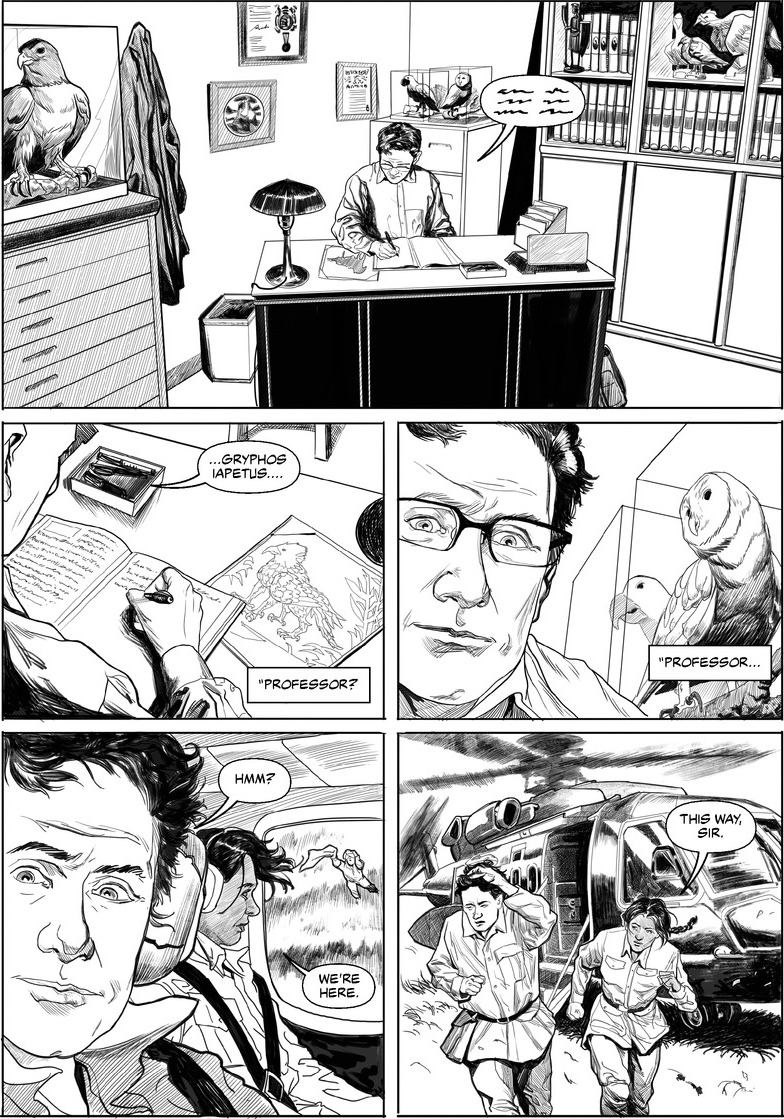 ...GRYPHOS
IAPETUS....
"PROFESSOR?
"PROFESSOR...
HMM?
WE'RE
HERE.
THIS WAY,
SIR.